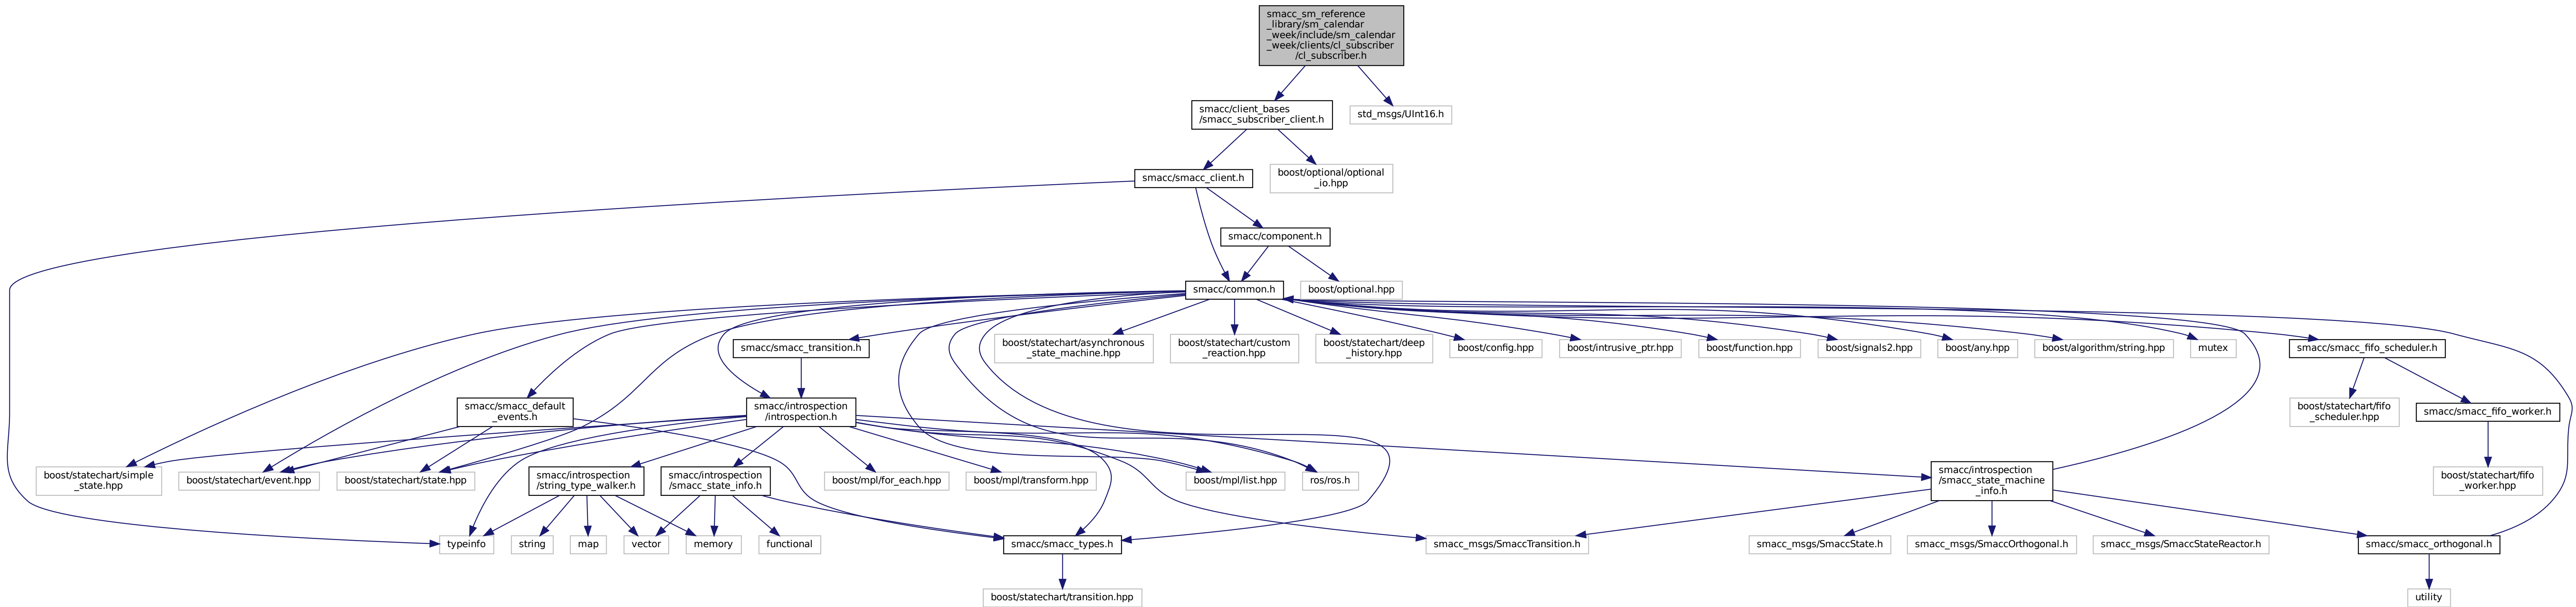 smacc_sm_reference
_library/sm_calendar
_week/include/sm_calendar
_week/clients/cl_subscriber
/cl_subscriber.h
smacc/client_bases
/smacc_subscriber_client.h
std_msgs/UInt16.h
smacc/smacc_client.h
boost/optional/optional
_io.hpp
smacc/component.h
smacc/common.h
boost/optional.hpp
smacc/smacc_transition.h
boost/statechart/asynchronous
_state_machine.hpp
boost/statechart/custom
_reaction.hpp
boost/statechart/deep
_history.hpp
boost/config.hpp
boost/intrusive_ptr.hpp
boost/function.hpp
boost/signals2.hpp
boost/any.hpp
boost/algorithm/string.hpp
mutex
smacc/smacc_fifo_scheduler.h
smacc/smacc_default
_events.h
smacc/introspection
/introspection.h
boost/statechart/fifo
_scheduler.hpp
smacc/smacc_fifo_worker.h
boost/statechart/simple
_state.hpp
boost/statechart/event.hpp
boost/statechart/state.hpp
smacc/introspection
/string_type_walker.h
smacc/introspection
/smacc_state_info.h
boost/mpl/for_each.hpp
boost/mpl/transform.hpp
boost/mpl/list.hpp
ros/ros.h
smacc/introspection
/smacc_state_machine
_info.h
boost/statechart/fifo
_worker.hpp
typeinfo
string
map
vector
memory
functional
smacc/smacc_types.h
smacc_msgs/SmaccTransition.h
smacc_msgs/SmaccState.h
smacc_msgs/SmaccOrthogonal.h
smacc_msgs/SmaccStateReactor.h
smacc/smacc_orthogonal.h
boost/statechart/transition.hpp
utility